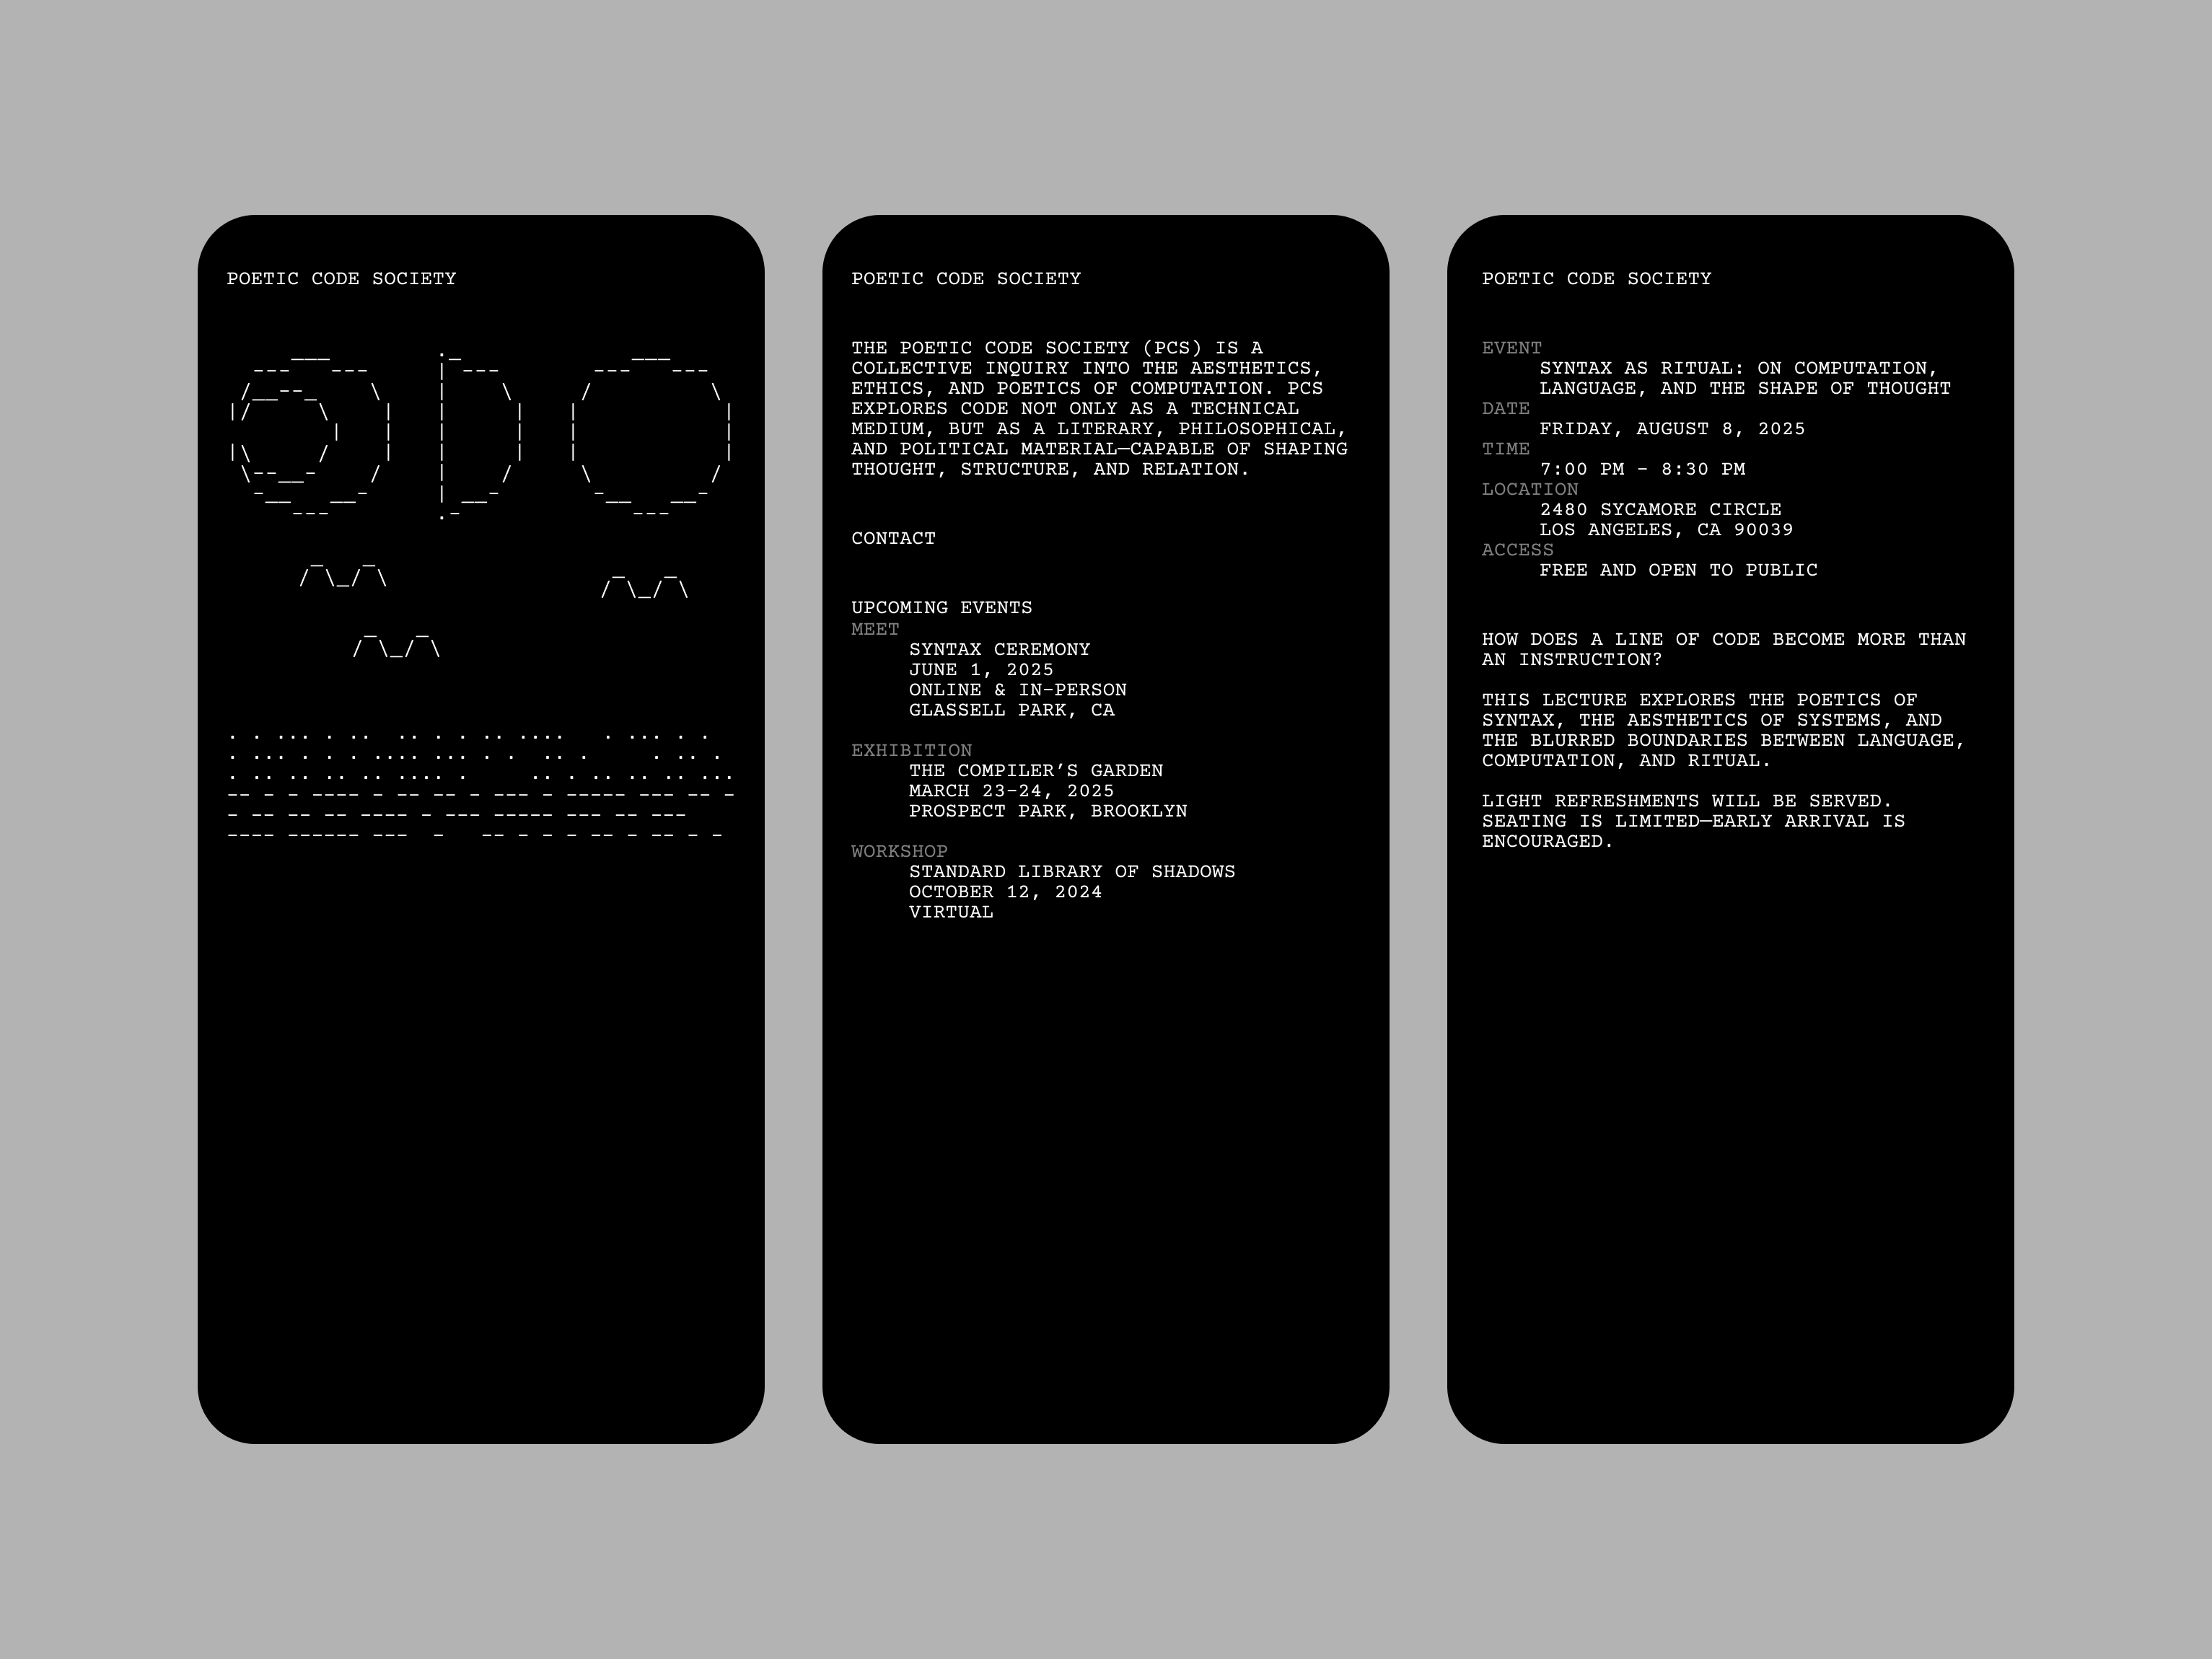 POETIC CODE SOCIETY
POETIC CODE SOCIETY
THE POETIC CODE SOCIETY (PCS) IS A
COLLECTIVE INQUIRY INTO THE AESTHETICS,
ETHICS, AND POETICS OF COMPUTATION. PCS
EXPLORES CODE NOT ONLY AS A TECHNICAL
MEDIUM, BUT AS A LITERARY, PHILOSOPHICAL,
AND POLITICAL MATERIAL—CAPABLE OF SHAPING
THOUGHT, STRUCTURE, AND RELATION.
CONTACT
UPCOMING EVENTS
MEET
SYNTAX CEREMONY
JUNE 1, 2025
ONLINE & IN-PERSON
GLASSELL PARK, CA
EXHIBITION
THE COMPILER’S GARDEN
MARCH 23-24, 2025
PROSPECT PARK, BROOKLYN
WORKSHOP
STANDARD LIBRARY OF SHADOWS
OCTOBER 12, 2024
VIRTUAL
POETIC CODE SOCIETY
EVENT
SYNTAX AS RITUAL: ON COMPUTATION,
LANGUAGE, AND THE SHAPE OF THOUGHT
DATE
FRIDAY, AUGUST 8, 2025
TIME
7:00 PM - 8:30 PM
LOCATION
2480 SYCAMORE CIRCLE
LOS ANGELES, CA 90039
ACCESS
FREE AND OPEN TO PUBLIC
HOW DOES A LINE OF CODE BECOME MORE THAN
AN INSTRUCTION?
THIS LECTURE EXPLORES THE POETICS OF
SYNTAX, THE AESTHETICS OF SYSTEMS, AND
THE BLURRED BOUNDARIES BETWEEN LANGUAGE,
COMPUTATION, AND RITUAL.
LIGHT REFRESHMENTS WILL BE SERVED.
SEATING IS LIMITED—EARLY ARRIVAL IS
ENCOURAGED.